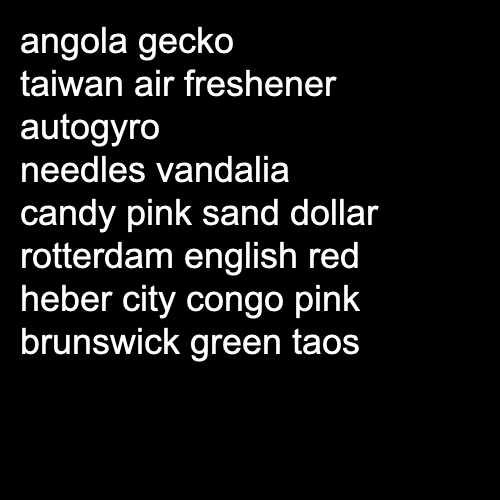 angola gecko
taiwan air freshener
autogyro
needles vandalia
candy pink sand dollar
rotterdam english red
heber city congo pink
brunswick green taos